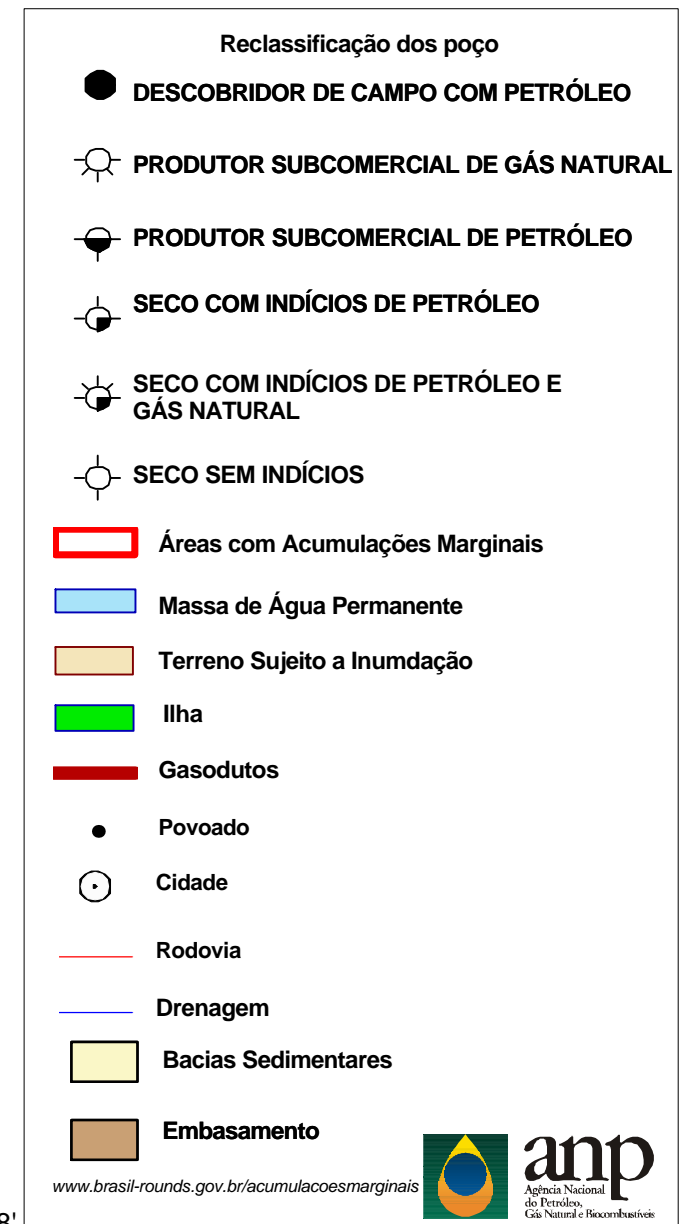 Reclassificação dos poço
DESCOBRIDOR DE CAMPO COM PETRÓLEO
PRODUTOR SUBCOMERCIAL DE GÁS NATURAL
PRODUTOR SUBCOMERCIAL DE PETRÓLEO
SECO COM INDÍCIOS DE PETRÓLEO
SECO COM INDÍCIOS DE PETRÓLEO E
GÁS NATURAL
SECO SEM INDÍCIOS
Áreas com Acumulações Marginais
Massa de Água Permanente
Terreno Sujeito a Inumdação
Ilha
Gasodutos
Povoado
Cidade
Rodovia
Drenagem
Bacias Sedimentares
Embasamento
www.brasil-rounds.gov.br/acumulacoesmarginais
anp
Agência Nacional
do Petróleo,
Gás Natural e Biocombustíveis
8'